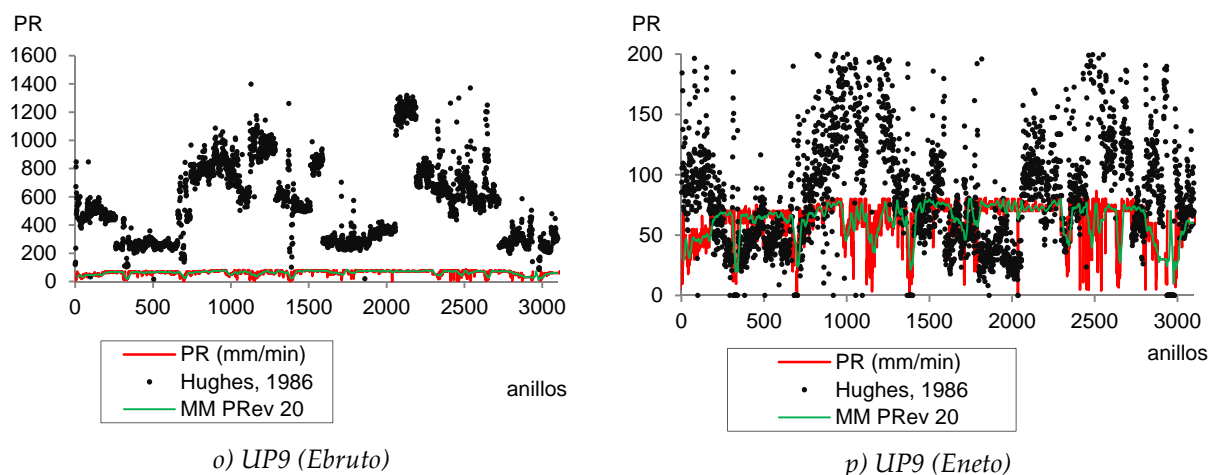 PR
1600
1400
1200
1000
800
600
400
200
0
0 500 1000 1500 2000 2500 3000
PR (mm/min)
Hughes, 1986
MM PRev 20
anillos
o) UP9 (Ebruto)
PR
200
150
100
50
0
0 500 1000 1500 2000 2500 3000
anillos
PR (mm/min)
Hughes, 1986
MM PRev 20
p) UP9 (Eneto)